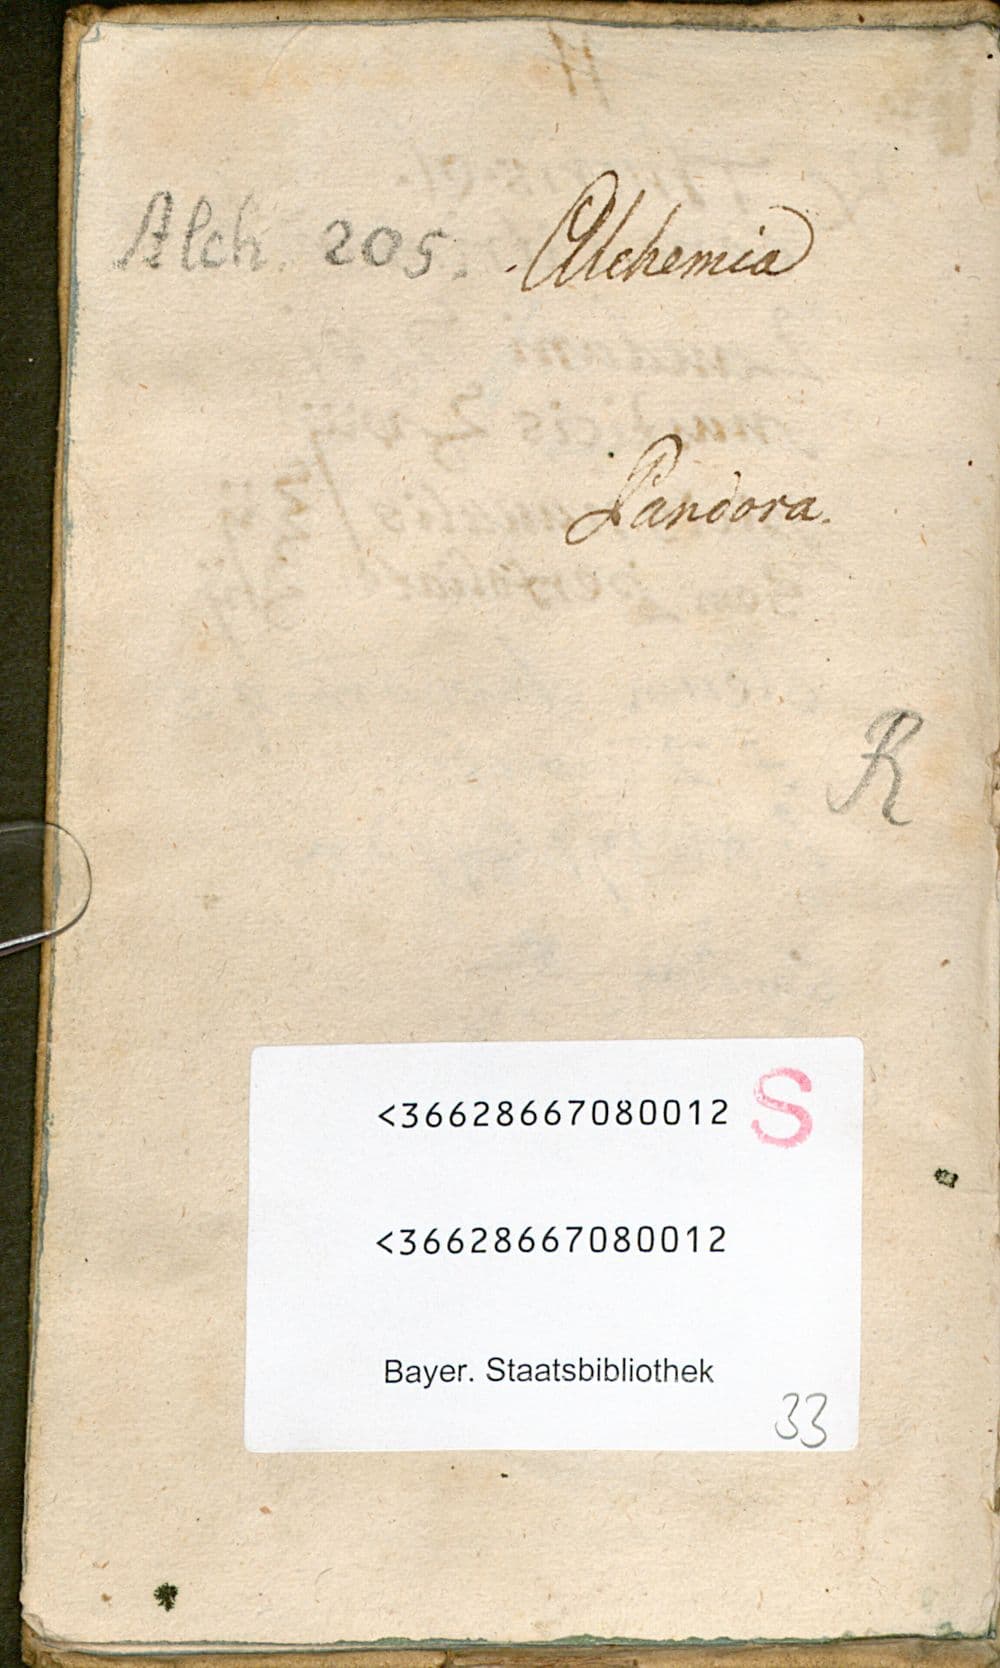 Alch. 205. Alchemia
Pandora.
R
<36628667080012 S
<36628667080012
Bayer. Staatsbibliothek
33